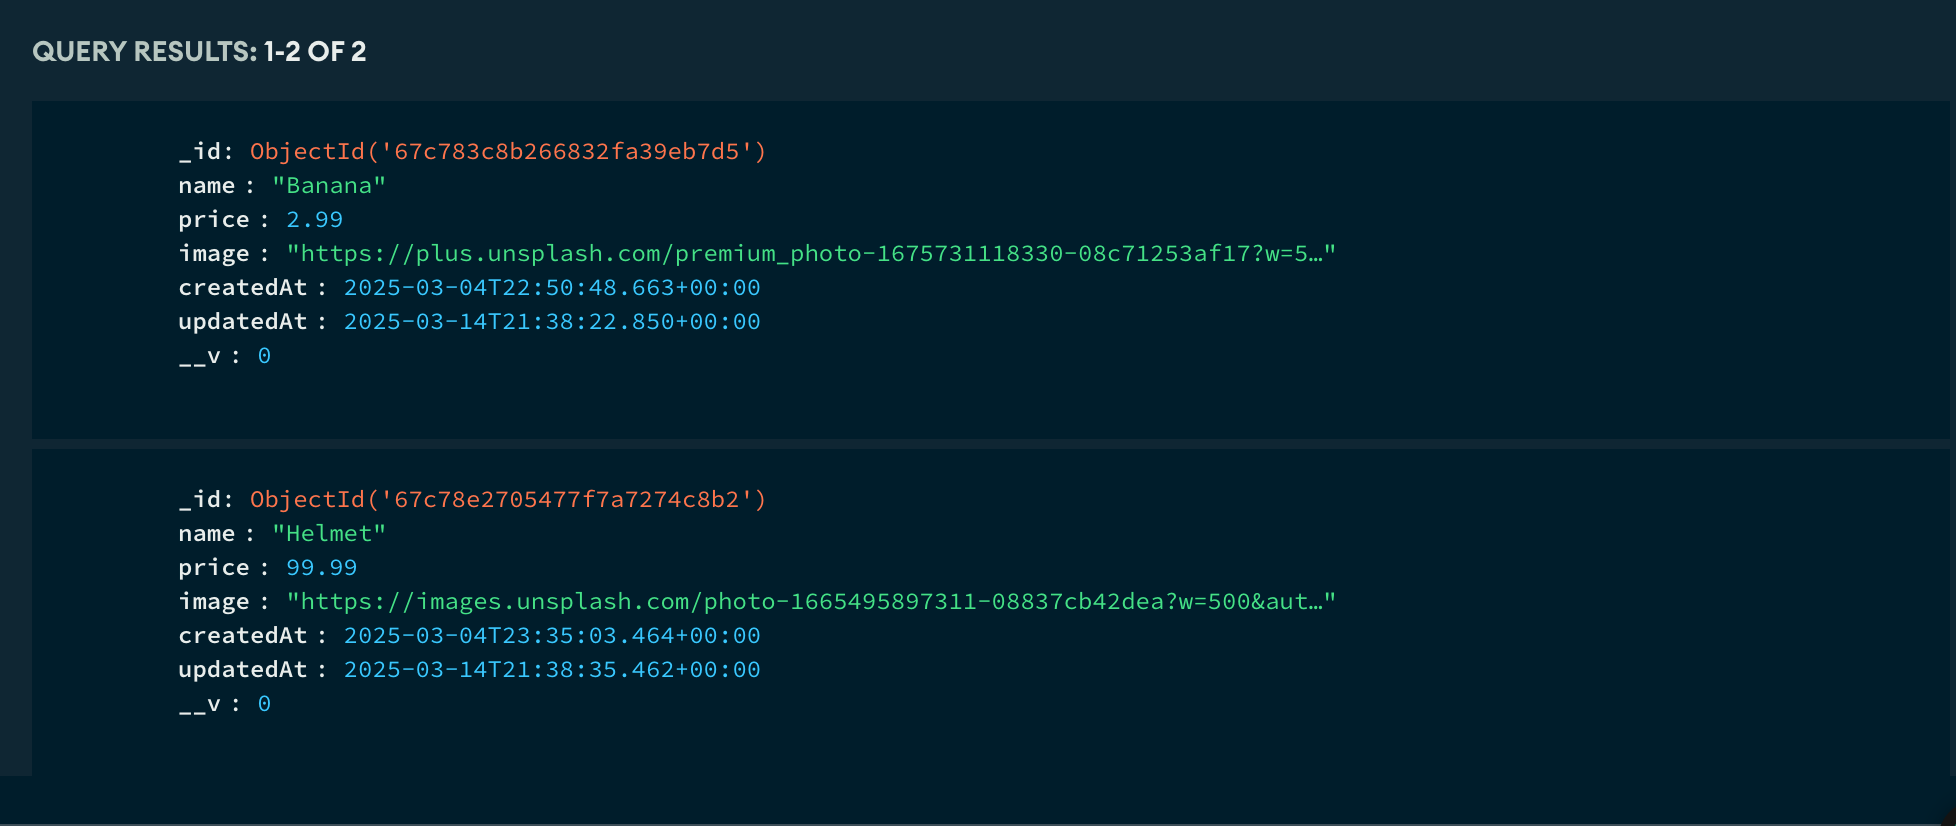 QUERY RESULTS: 1-2 OF 2
_id: ObjectId('67c783c8b266832fa39eb7d5')
name : "Banana"
price : 2.99
image : "https://plus.unsplash.com/premium_photo-1675731118330-08c71253af17?w=5…"
createdAt : 2025-03-04T22:50:48.663+00:00
updatedAt : 2025-03-14T21:38:22.850+00:00
__v : 0
_id: ObjectId('67c78e2705477f7a7274c8b2')
name : "Helmet"
price : 99.99
image : "https://images.unsplash.com/photo-1665495897311-08837cb42dea?w=500&aut…"
createdAt : 2025-03-04T23:35:03.464+00:00
updatedAt : 2025-03-14T21:38:35.462+00:00
__v : 0